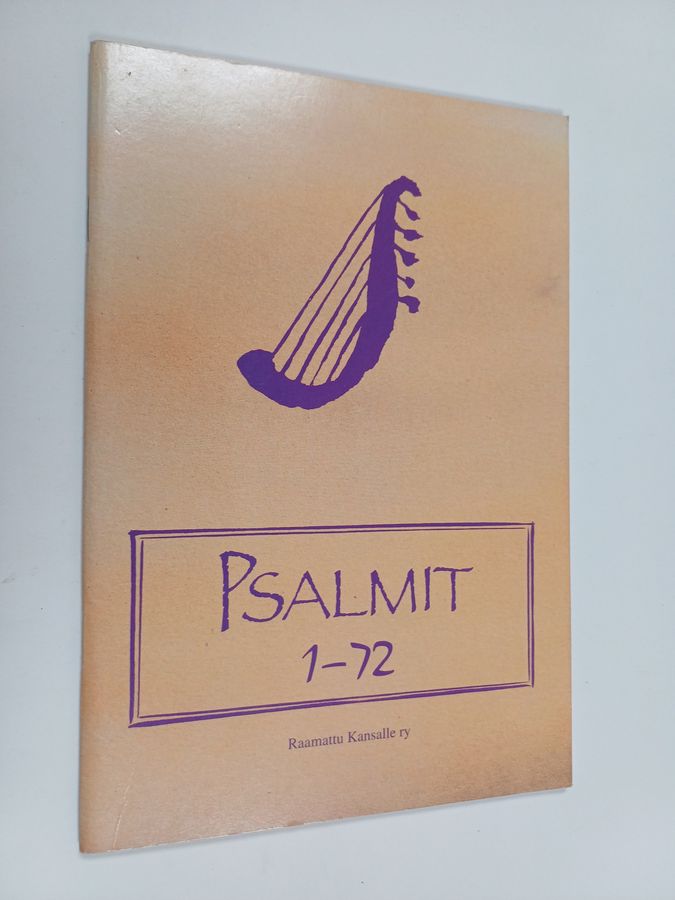 PSALMIT
1–72
Raamattu Kansalle ry